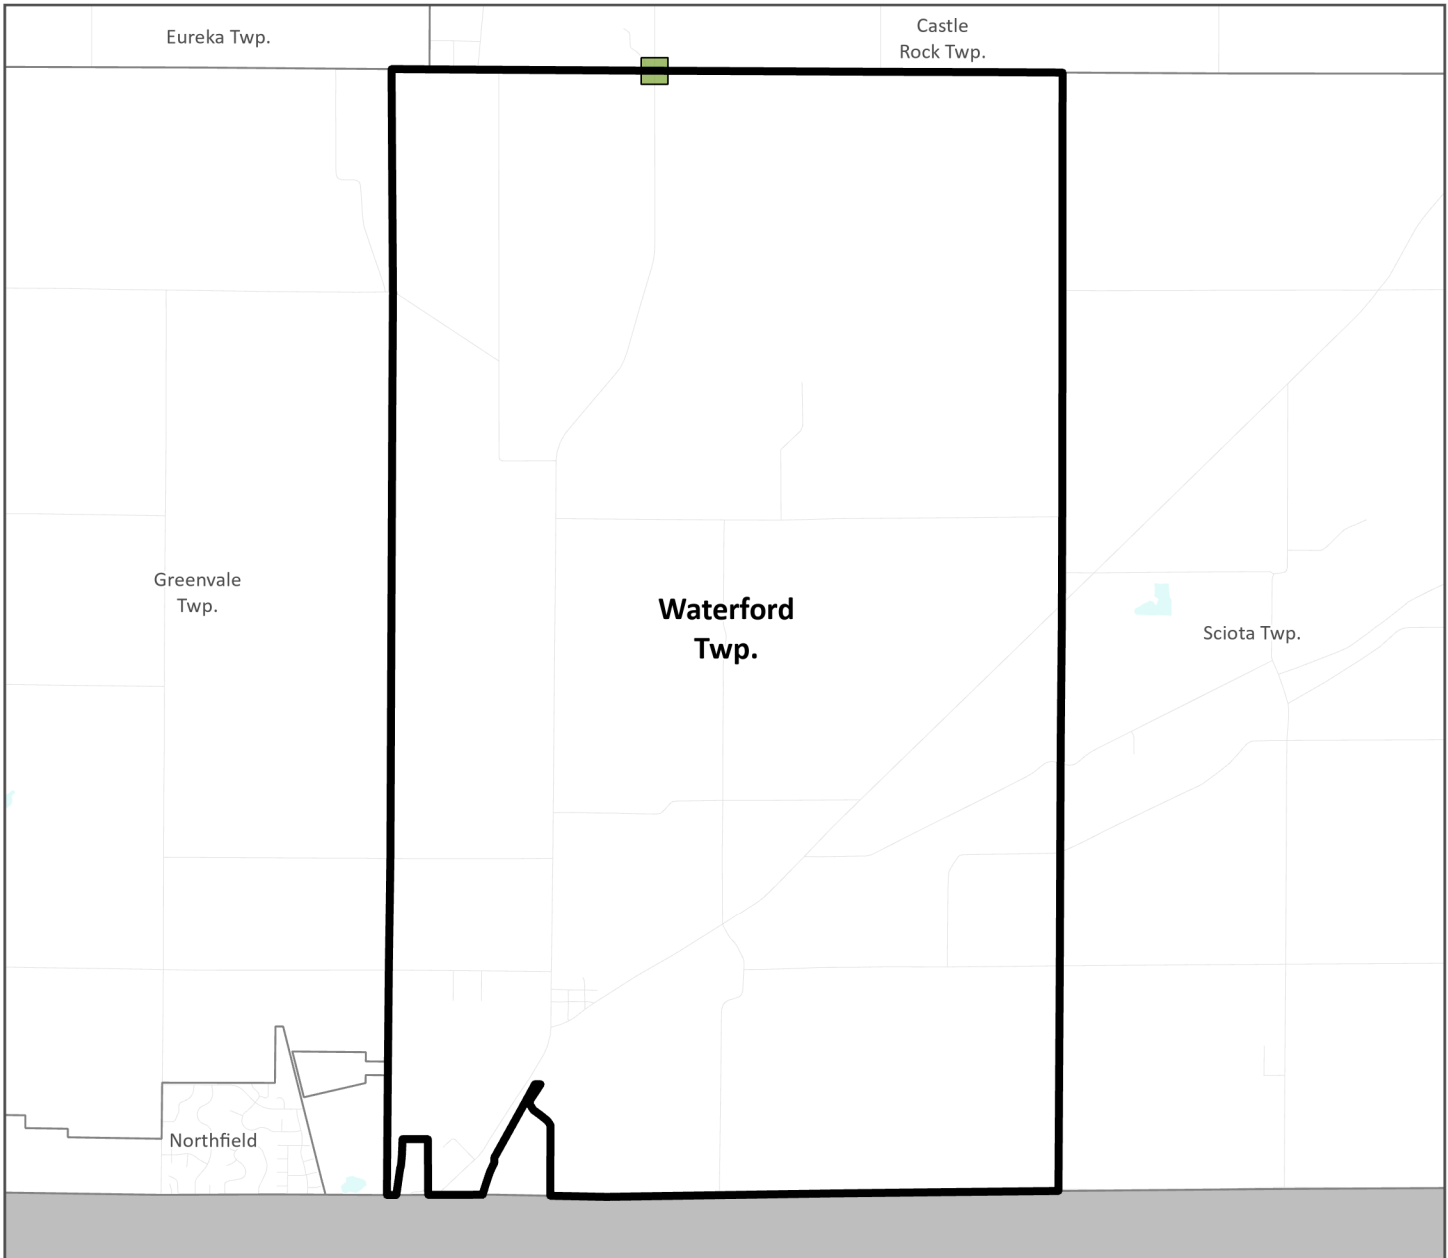 Eureka Twp.
Castle
Rock Twp.
Greenvale
Twp.
Waterford
Twp.
Sciota Twp.
Northfield